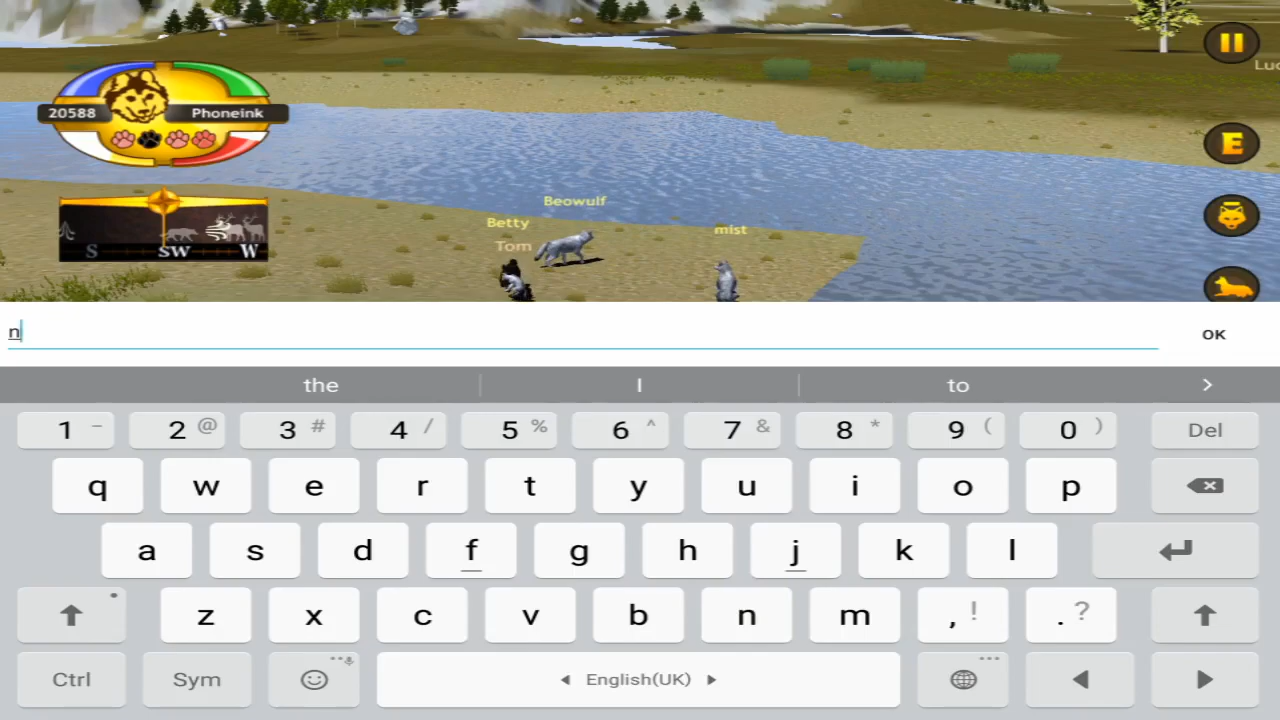 Luc
20588 Phoneink
E
Beowulf
Betty
mist
Tom
S SW W
n
OK
the I to >
1 - 2 @ 3 # 4 / 5 % 6 ^ 7 & 8 * 9 ( 0 ) Del
q w e r t y u i o p
a s d f g h j k l
z x c v b n m , ! . ?
Ctrl Sym English(UK)